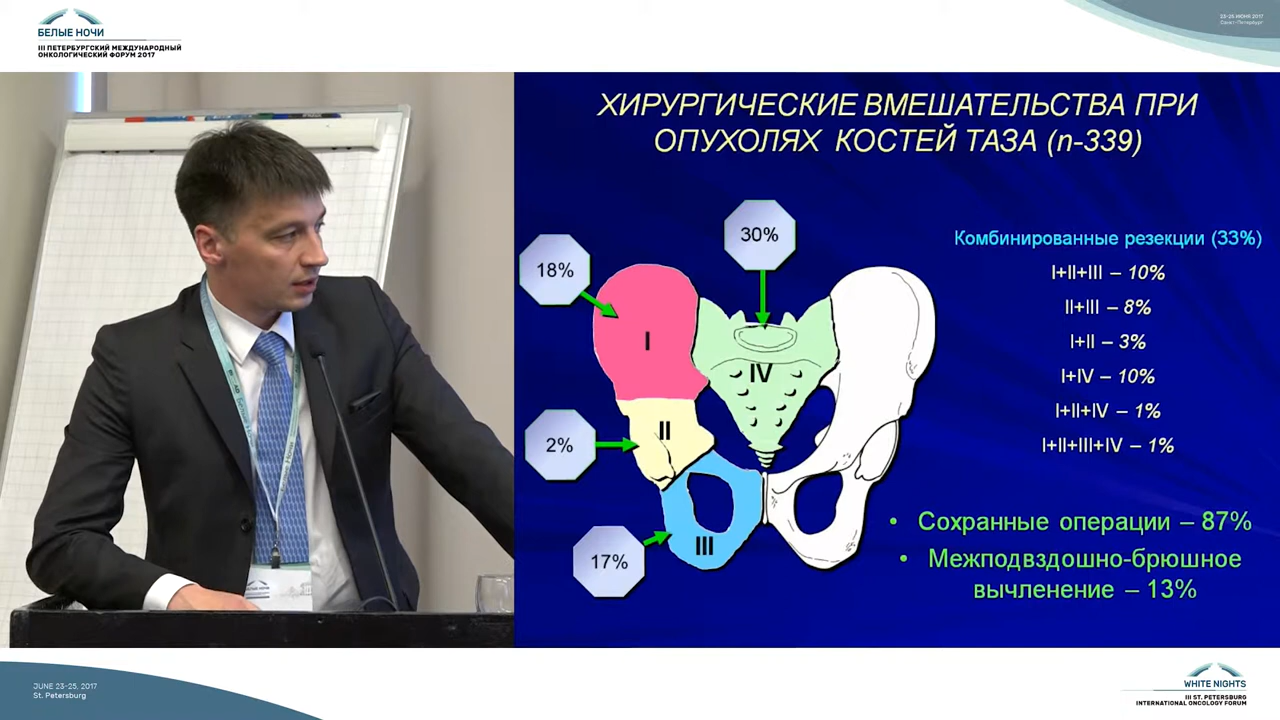 БЕЛЫЕ НОЧИ
III ПЕТЕРБУРГСКИЙ МЕЖДУНАРОДНЫЙ
ОНКОЛОГИЧЕСКИЙ ФОРУМ 2017
23-25 ИЮНЯ 2017
Санкт-Петербург
ХИРУРГИЧЕСКИЕ ВМЕШАТЕЛЬСТВА ПРИ
ОПУХОЛЯХ КОСТЕЙ ТАЗА (n-339)
30%
18%
2%
17%
I
II
III
IV
Комбинированные резекции (33%)
I+II+III – 10%
II+III – 8%
I+II – 3%
I+IV – 10%
I+II+IV – 1%
I+II+III+IV – 1%
• Сохранные операции – 87%
• Межподвздошно-брюшное
вычленение – 13%
БЕЛЫЕ НОЧИ
JUNE 23-25, 2017
St. Petersburg
WHITE NIGHTS
III ST. PETERSBURG
INTERNATIONAL ONCOLOGY FORUM